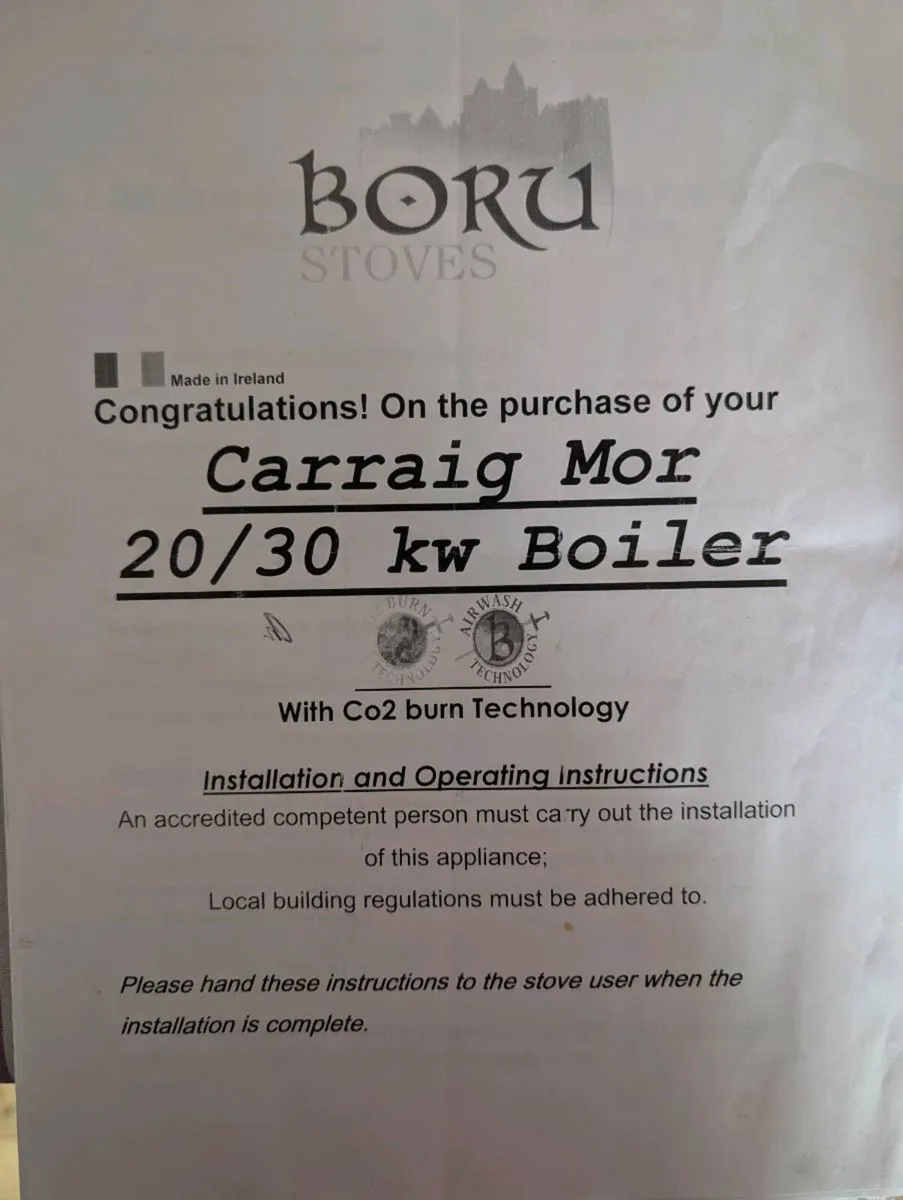 BORU
STOVES
Made in Ireland
Congratulations! On the purchase of your
Carraig Mor
20/30 kw Boiler
CO2 BURN TECHNOLOGY
AIRWASH B TECHNOLOGY
With Co2 burn Technology
Installation and Operating Instructions
An accredited competent person must carry out the installation
of this appliance;
Local building regulations must be adhered to.
Please hand these instructions to the stove user when the
installation is complete.